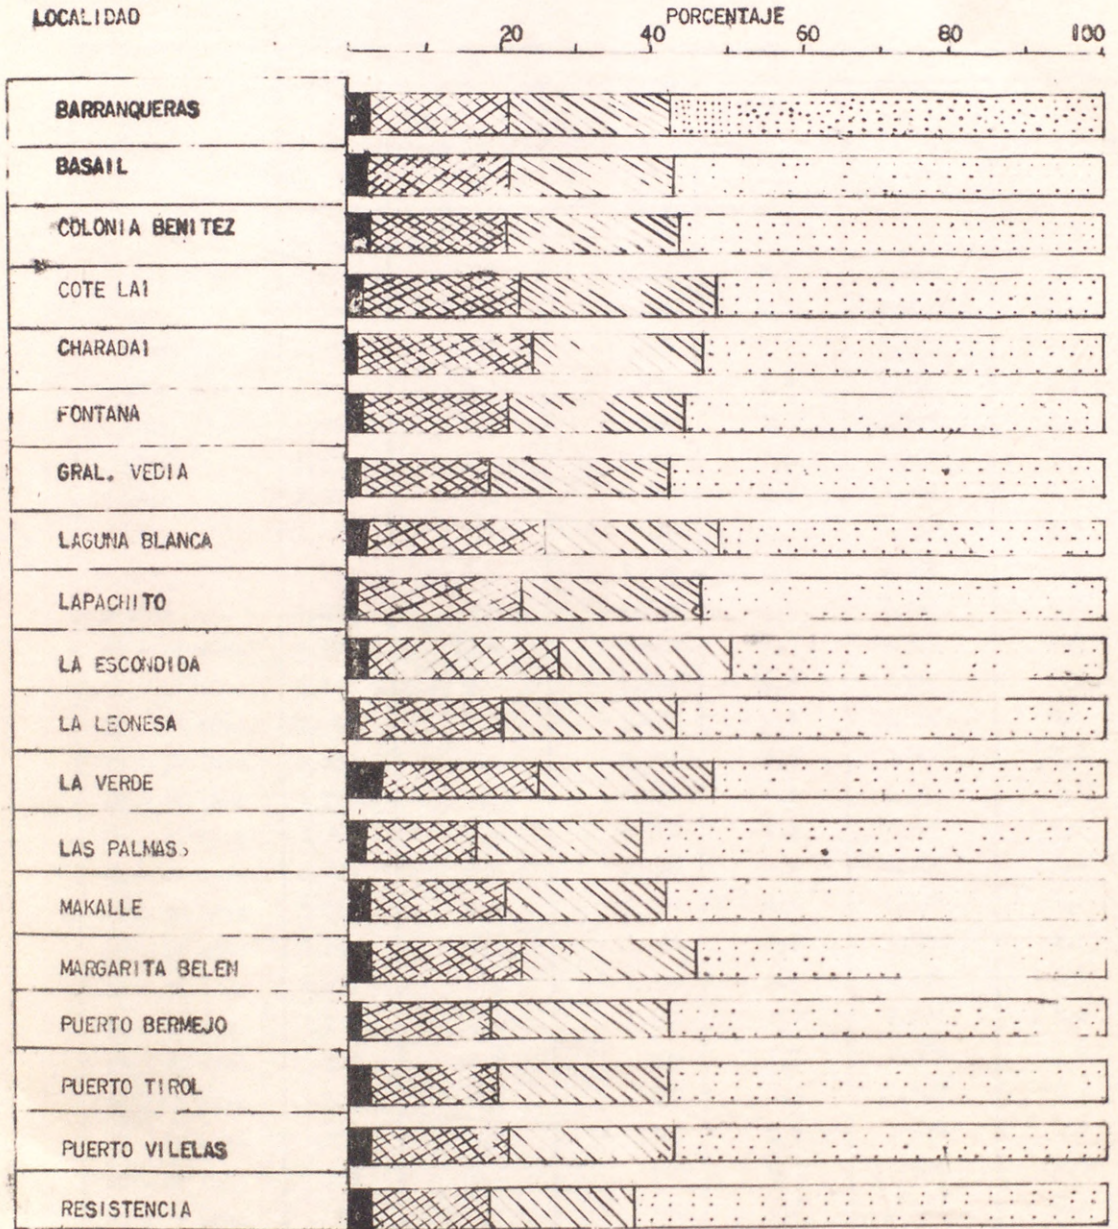 LOCALIDAD
PORCENTAJE
20 40 60 80 100
BARRANQUERAS
BASAIL
COLONIA BENITEZ
COTE LAI
CHARADAI
FONTANA
GRAL. VEDIA
LAGUNA BLANCA
LAPACHITO
LA ESCONDIDA
LA LEONESA
LA VERDE
LAS PALMAS
MAKALLE
MARGARITA BELEN
PUERTO BERMEJO
PUERTO TIROL
PUERTO VILELAS
RESISTENCIA